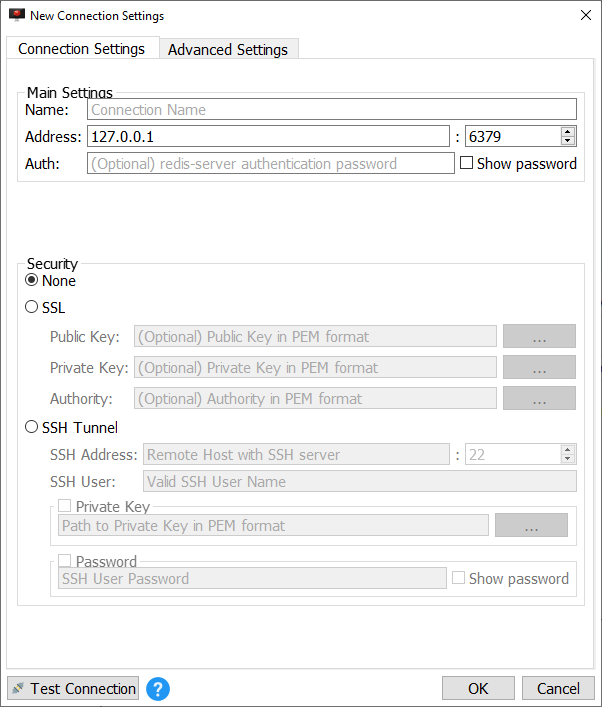 New Connection Settings
Connection Settings
Advanced Settings
Main Settings
Name: Connection Name
Address: 127.0.0.1 : 6379
Auth: (Optional) redis-server authentication password Show password
Security
None
SSL
Public Key: (Optional) Public Key in PEM format ...
Private Key: (Optional) Private Key in PEM format ...
Authority: (Optional) Authority in PEM format ...
SSH Tunnel
SSH Address: Remote Host with SSH server : 22
SSH User: Valid SSH User Name
Private Key
Path to Private Key in PEM format ...
Password
SSH User Password Show password
Test Connection ? OK Cancel